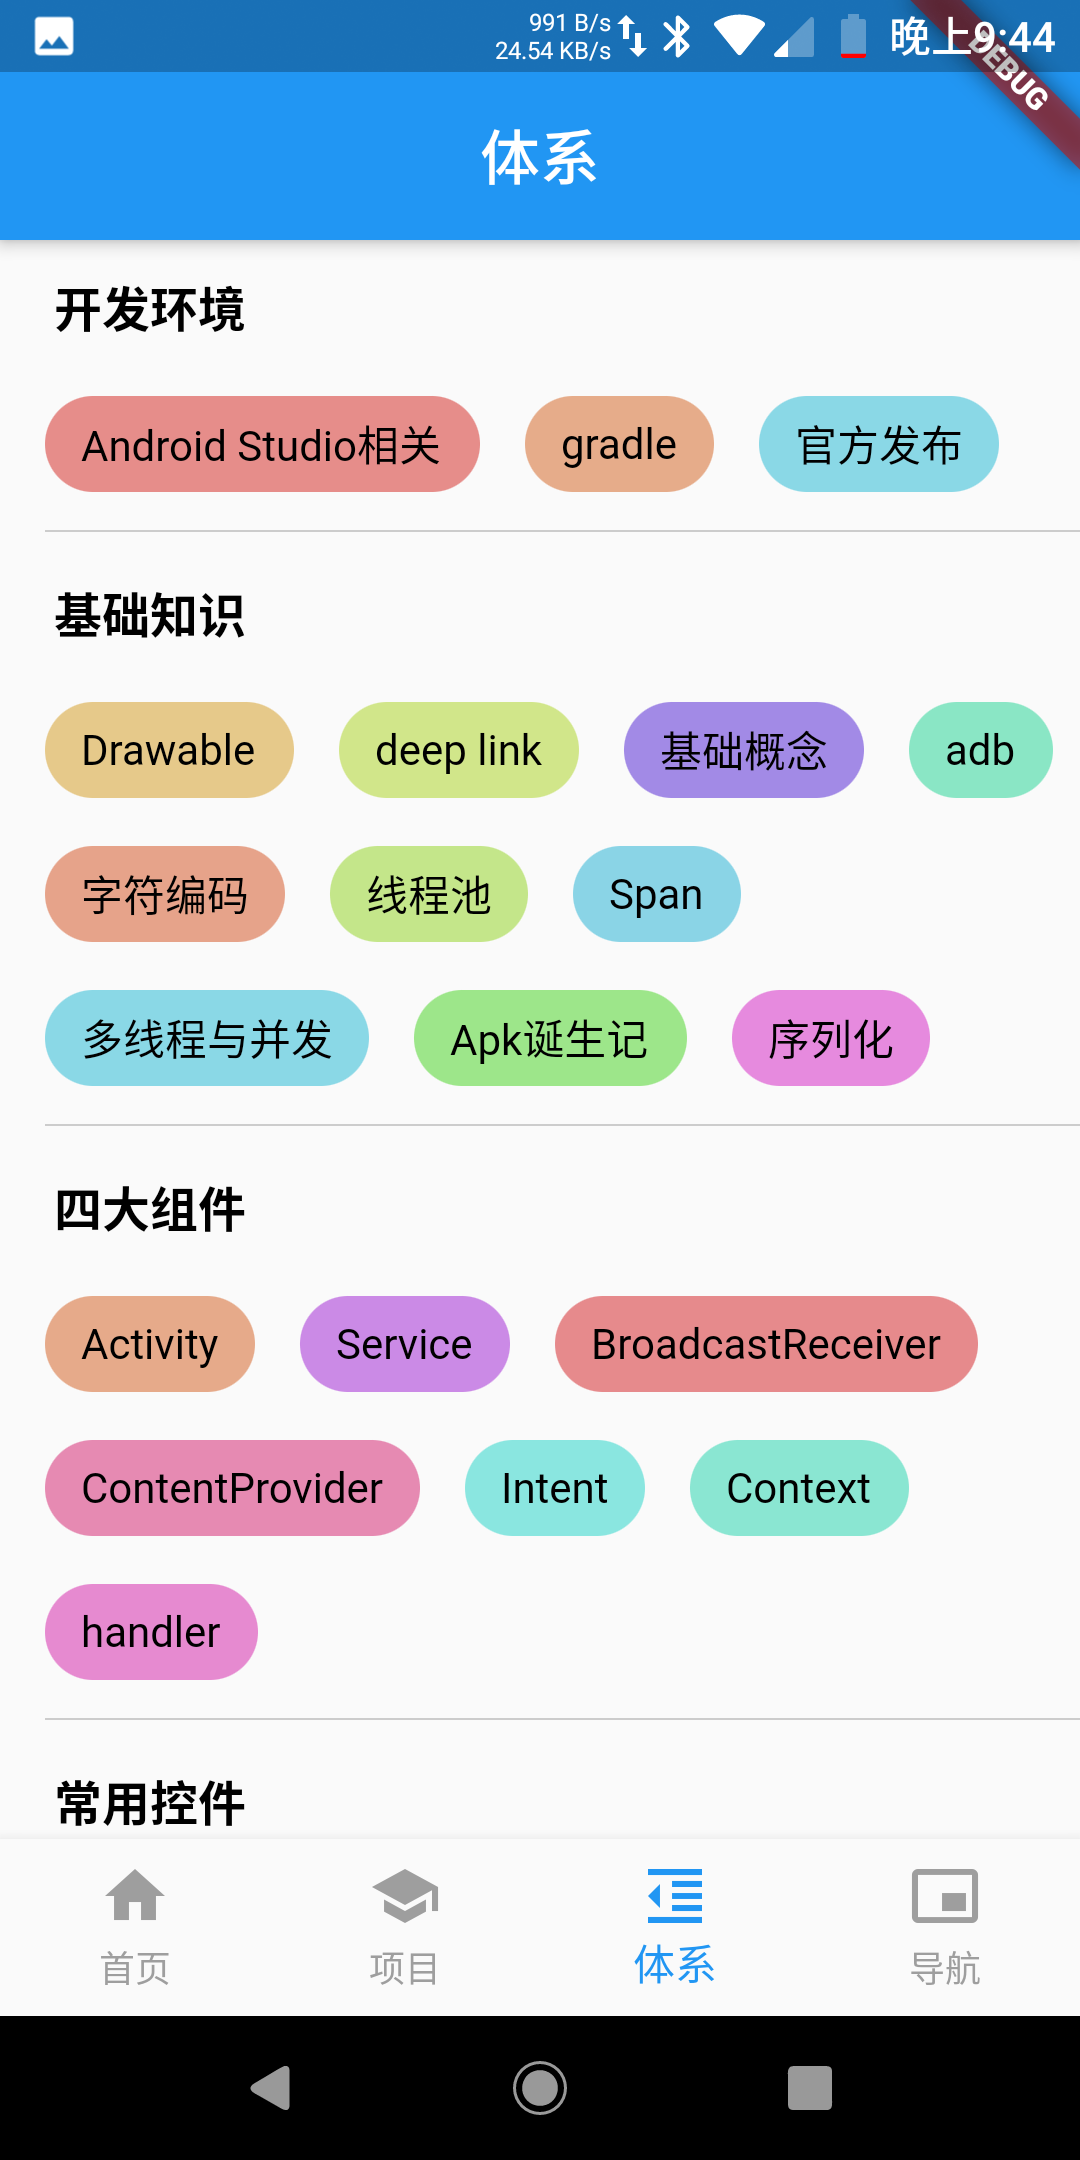 991 B/s
24.54 KB/s
晚上9:44
DEBUG
体系
开发环境
Android Studio相关 gradle 官方发布
基础知识
Drawable deep link 基础概念 adb
字符编码 线程池 Span
多线程与并发 Apk诞生记 序列化
四大组件
Activity Service BroadcastReceiver
ContentProvider Intent Context
handler
常用控件
首页 项目 体系 导航